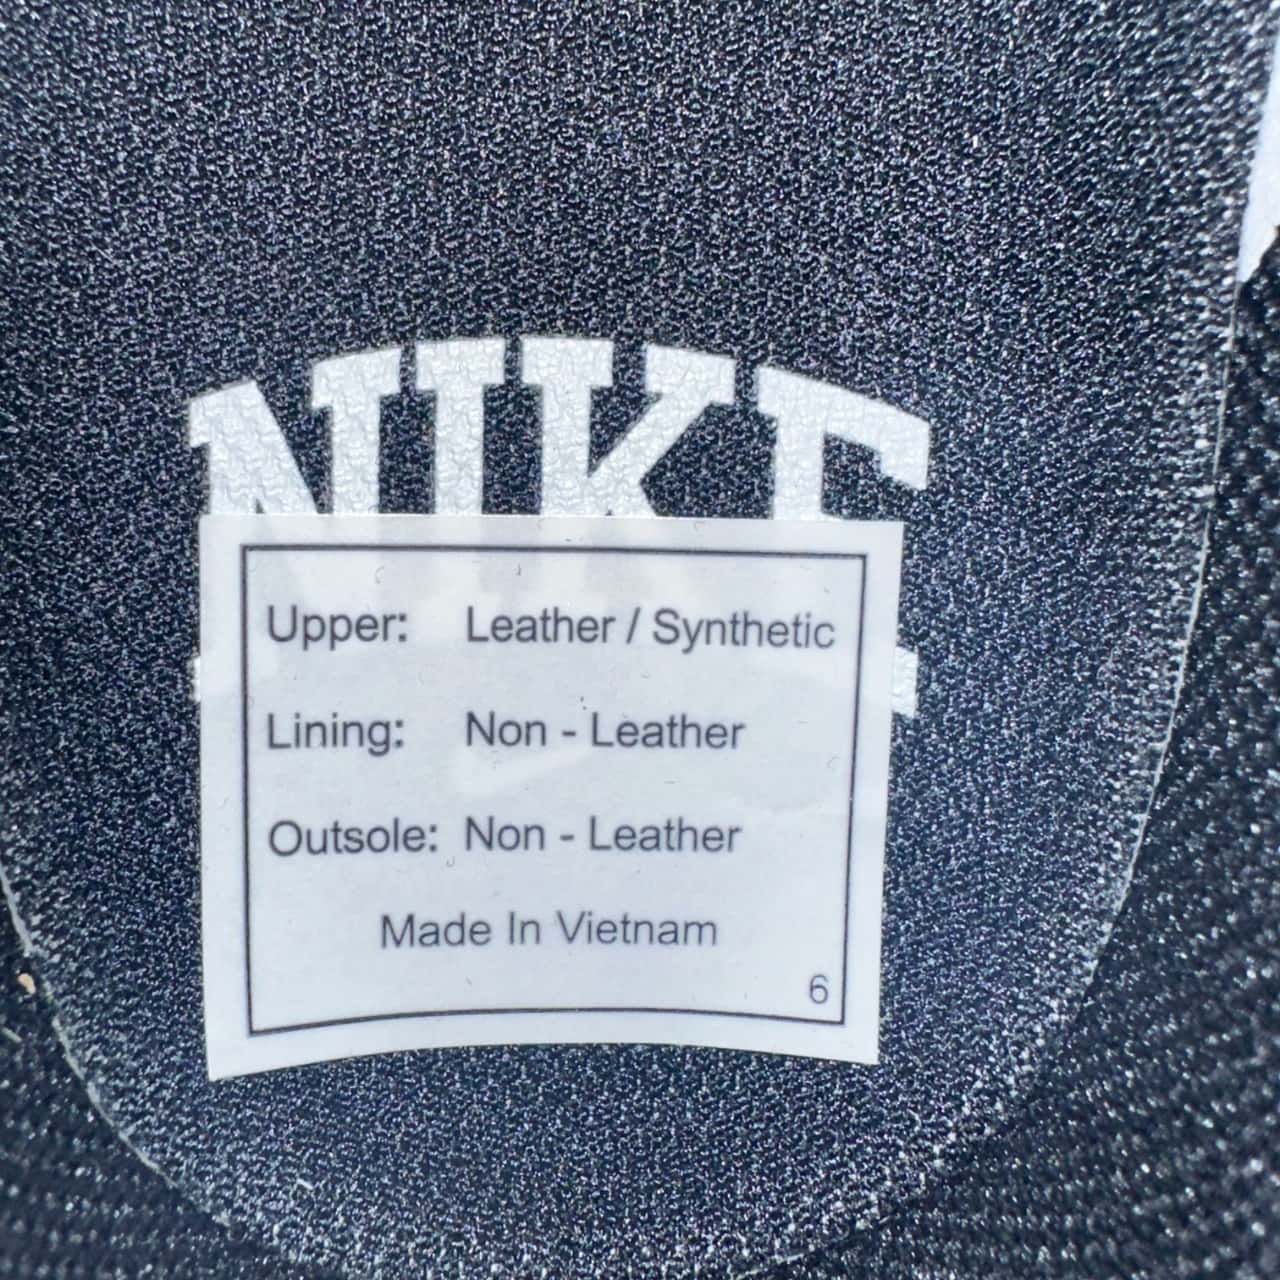 NIKE
Upper: Leather / Synthetic
Lining: Non - Leather
Outsole: Non - Leather
Made In Vietnam
6